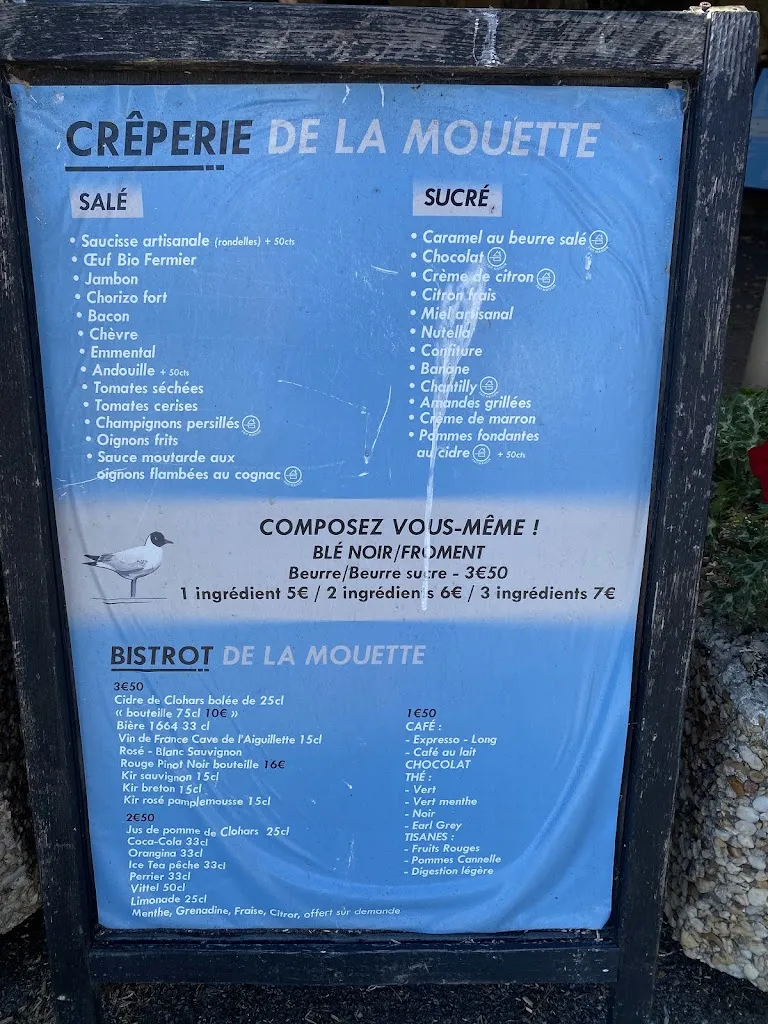 CRÊPERIE DE LA MOUETTE
SALÉ
• Saucisse artisanale (rondelles) + 50cts
• Œuf Bio Fermier
• Jambon
• Chorizo fort
• Bacon
• Chèvre
• Emmental
• Andouille + 50cts
• Tomates séchées
• Tomates cerises
• Champignons persillés
• Oignons frits
• Sauce moutarde aux
oignons flambées au cognac
SUCRÉ
• Caramel au beurre salé
• Chocolat
• Crème de citron
• Citron frais
• Miel artisanal
• Nutella
• Confiture
• Banane
• Chantilly
• Amandes grillées
• Crème de marron
• Pommes fondantes
au cidre + 50cts
COMPOSEZ VOUS-MÊME !
BLÉ NOIR/FROMENT
Beurre/Beurre sucre - 3€50
1 ingrédient 5€ / 2 ingrédients 6€ / 3 ingrédients 7€
BISTROT DE LA MOUETTE
3€50
Cidre de Clohars bolée de 25cl
« bouteille 75cl 10€ »
Bière 1664 33 cl
Vin de France Cave de l'Aiguillette 15cl
Rosé - Blanc Sauvignon
Rouge Pinot Noir bouteille 16€
Kir sauvignon 15cl
Kir breton 15cl
Kir rosé pamplemousse 15cl
2€50
Jus de pomme de Clohars 25cl
Coca-Cola 33cl
Orangina 33cl
Ice Tea pêche 33cl
Perrier 33cl
Vittel 50cl
Limonade 25cl
Menthe, Grenadine, Fraise, Citron, offert sur demande
1€50
CAFÉ :
- Expresso - Long
- Café au lait
CHOCOLAT
THÉ :
- Vert
- Vert menthe
- Noir
- Earl Grey
TISANES :
- Fruits Rouges
- Pommes Cannelle
- Digestion légère